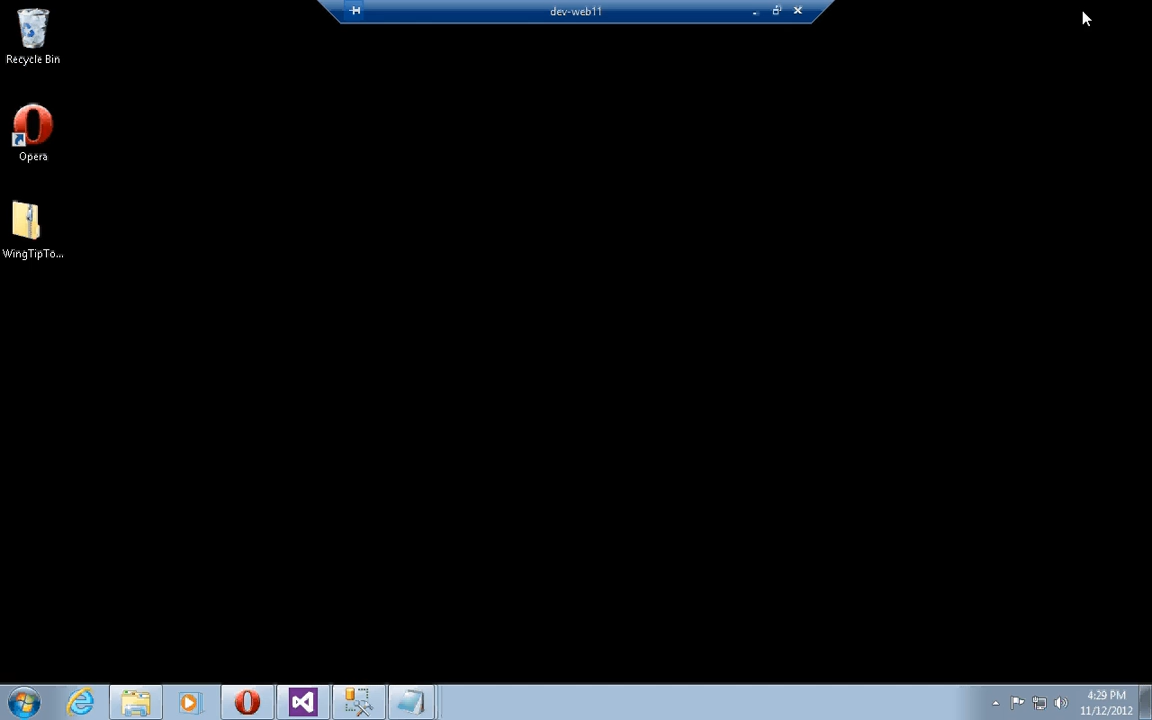 dev-web11
Recycle Bin
Opera
WingTipTo...
4:29 PM
11/12/2012